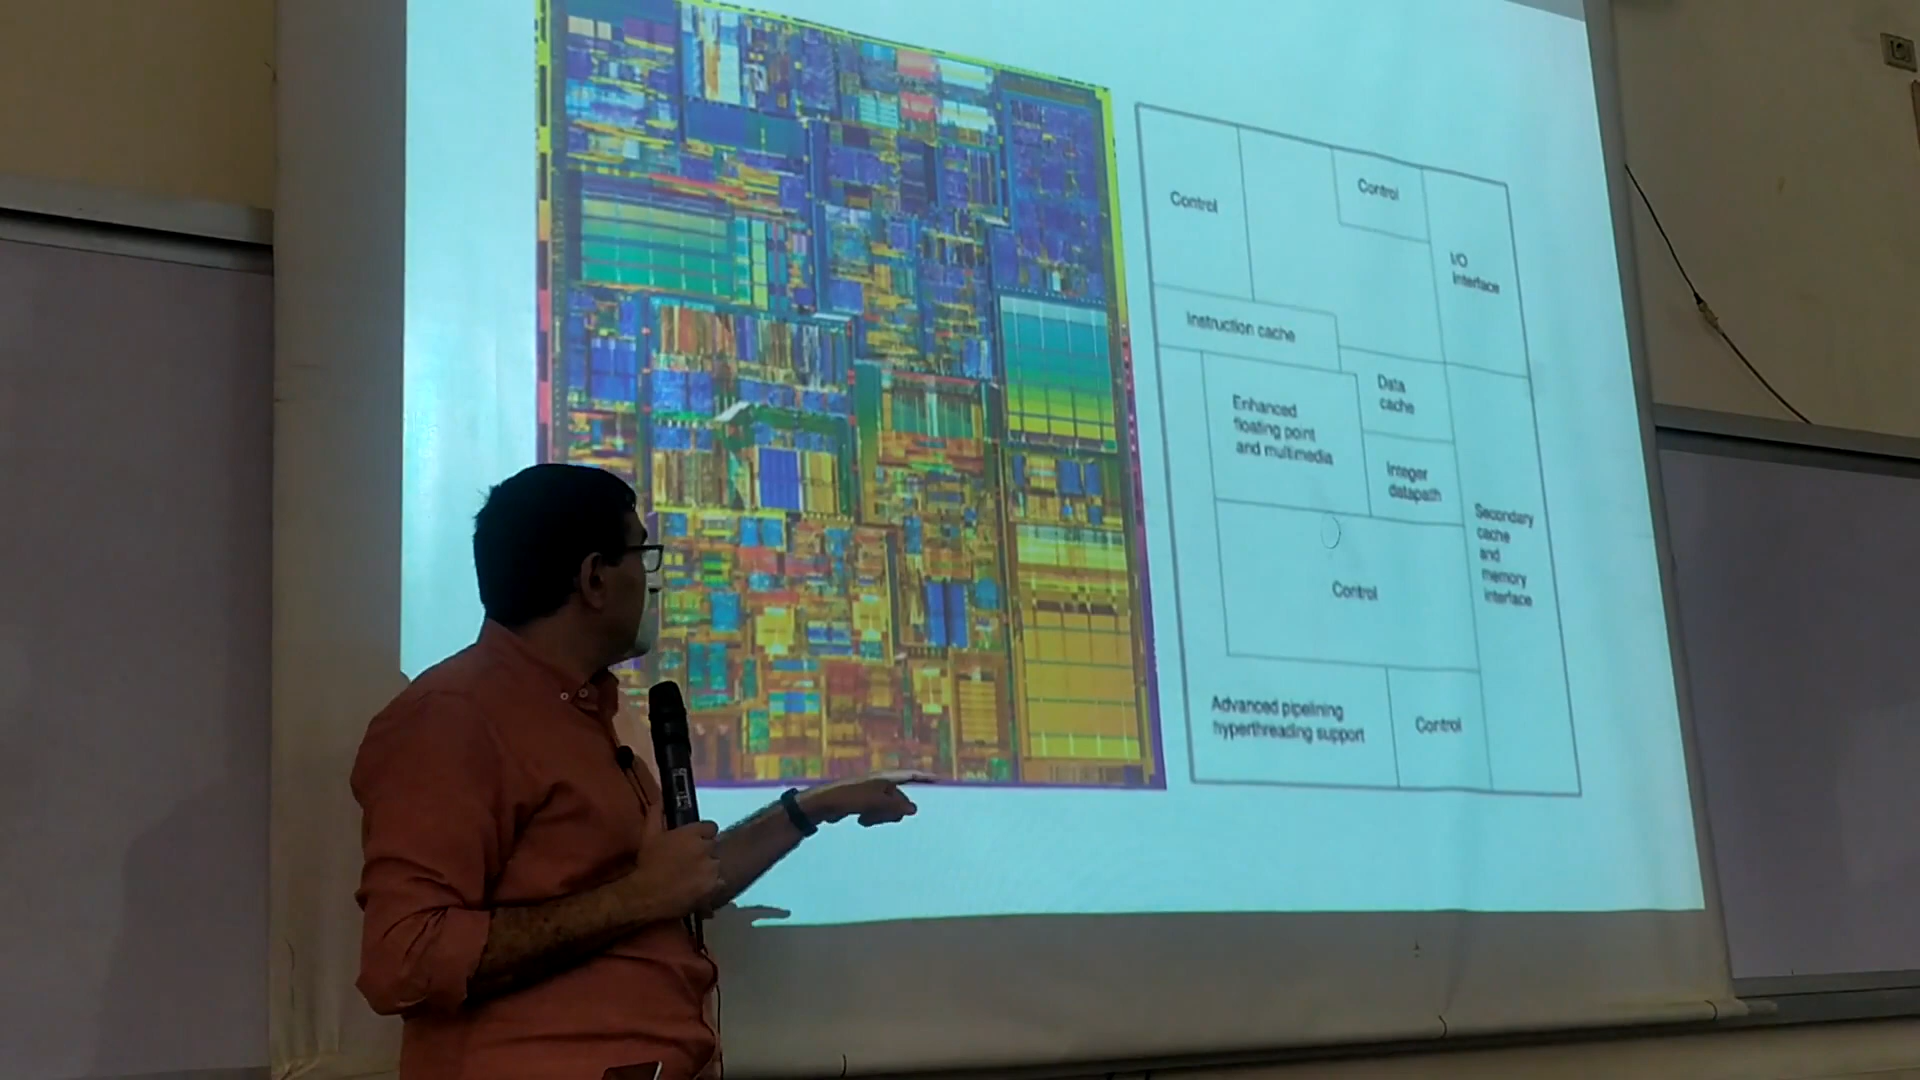 Control
Control
I/O
interface
Instruction cache
Data
cache
Enhanced
floating point
and multimedia
Integer
datapath
Secondary
cache
and
memory
interface
Control
Advanced pipelining
hyperthreading support
Control